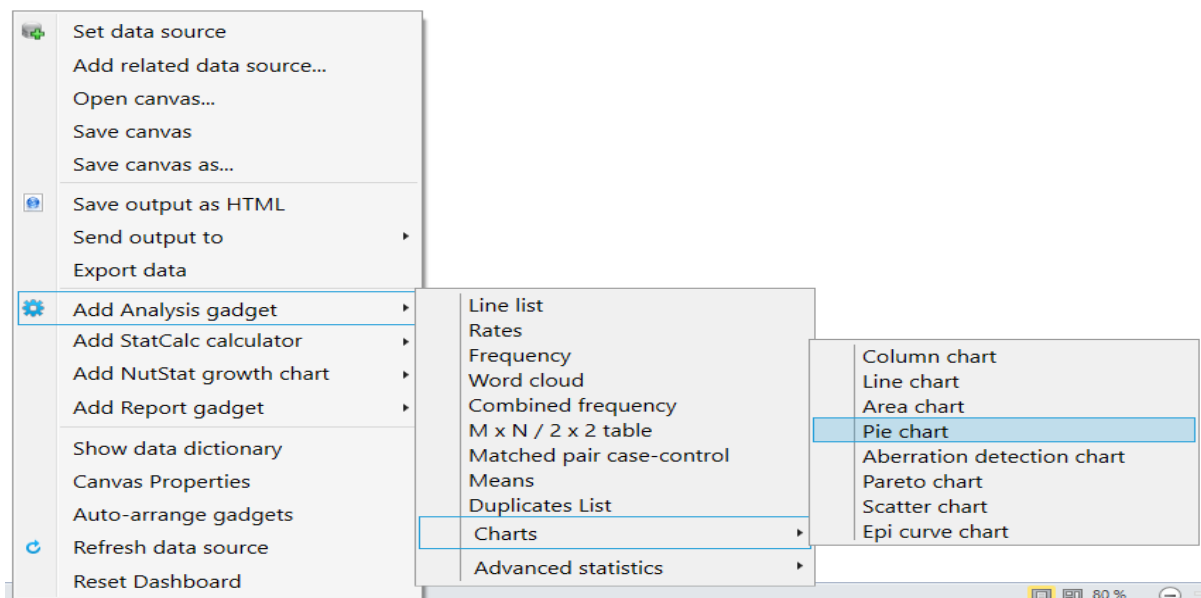 Set data source
Add related data source...
Open canvas...
Save canvas
Save canvas as...
Save output as HTML
Send output to
Export data
Add Analysis gadget
Add StatCalc calculator
Add NutStat growth chart
Add Report gadget
Show data dictionary
Canvas Properties
Auto-arrange gadgets
Refresh data source
Reset Dashboard
Line list
Rates
Frequency
Word cloud
Combined frequency
M x N / 2 x 2 table
Matched pair case-control
Means
Duplicates List
Charts
Advanced statistics
Column chart
Line chart
Area chart
Pie chart
Aberration detection chart
Pareto chart
Scatter chart
Epi curve chart
80 %